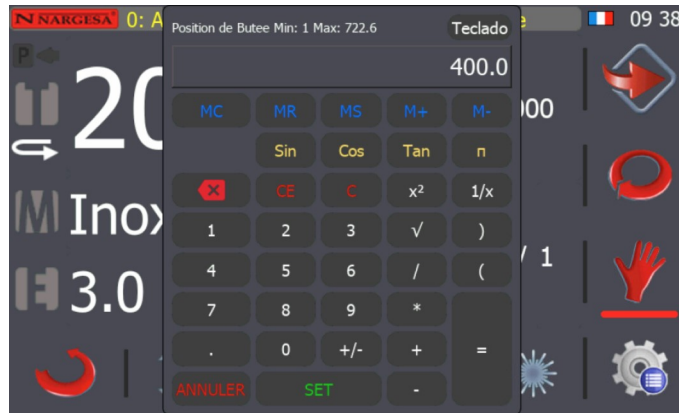 NARGESA 0: A
09 38
Position de Butee Min: 1 Max: 722.6
Teclado
400.0
P
20
000
MC MR MS M+ M-
Sin Cos Tan π
CE C x² 1/x
Inox
1 2 3 √ )
4 5 6 / (
/ 1
3.0
7 8 9 *
. 0 +/- + =
ANNULER SET -